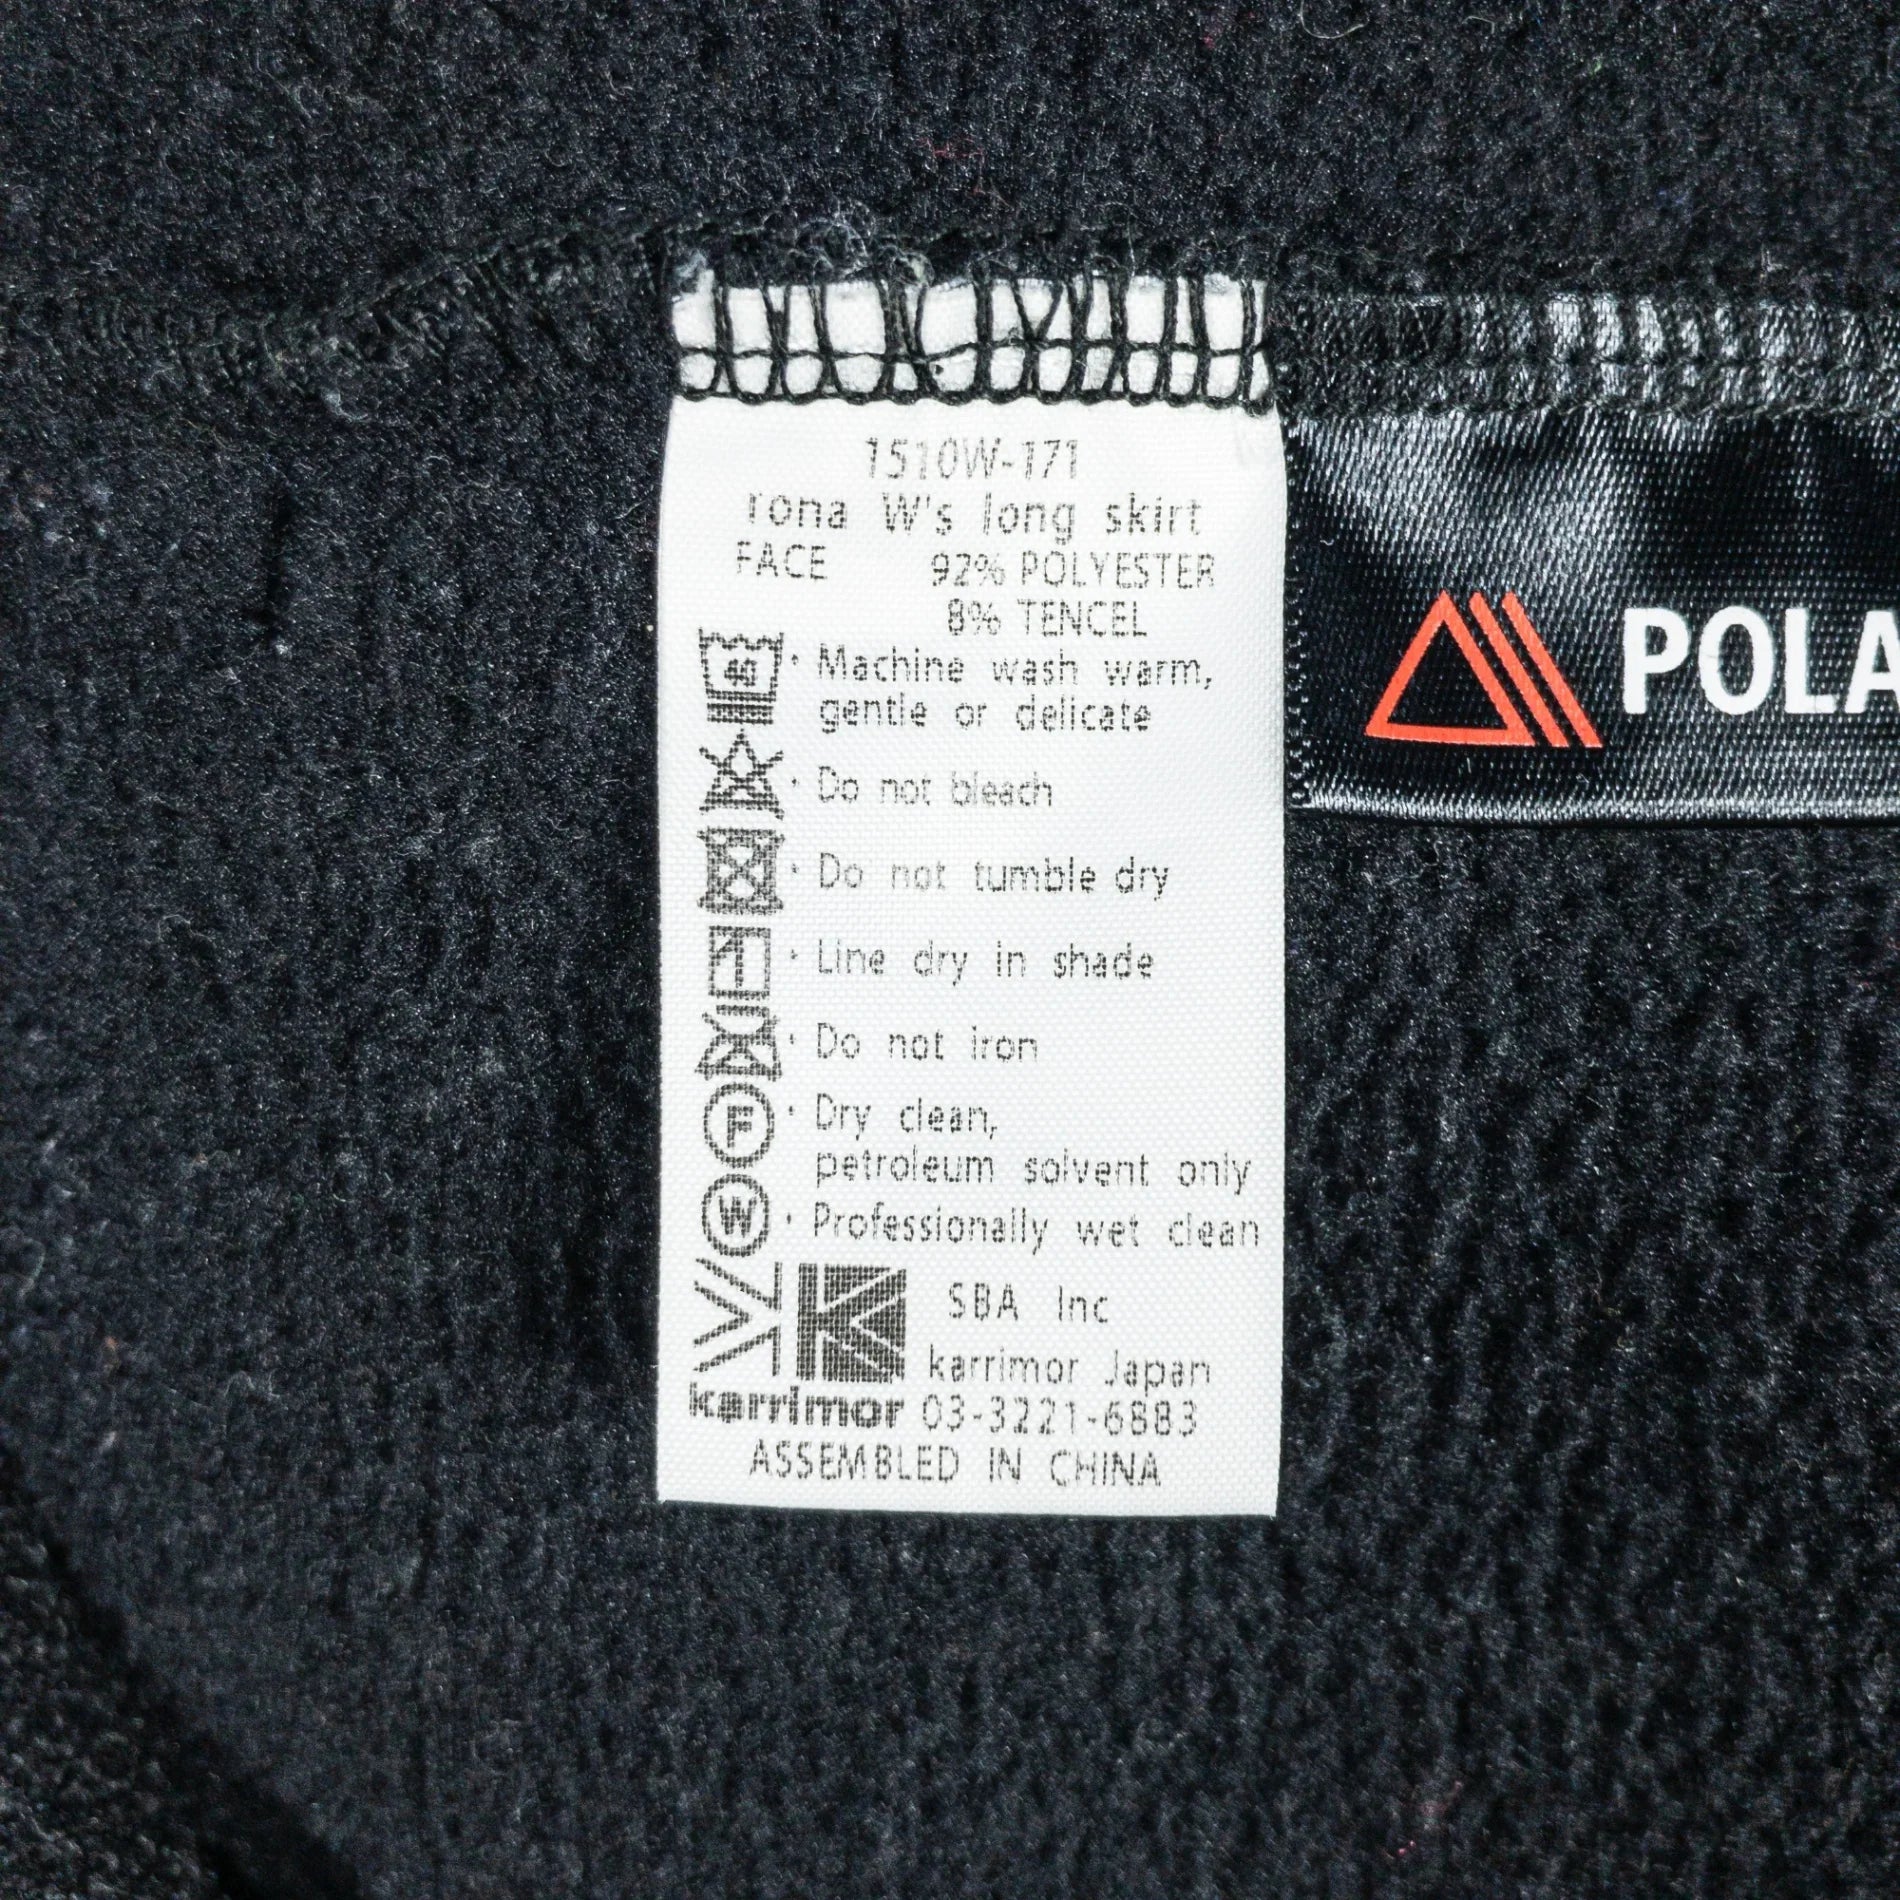 1510W-171
rona W's long skirt
FACE 92% POLYESTER
8% TENCEL
40 · Machine wash warm,
gentle or delicate
· Do not bleach
· Do not tumble dry
· Line dry in shade
· Do not iron
F · Dry clean,
petroleum solvent only
W · Professionally wet clean
SBA Inc
karrimor Japan
karrimor 03-3221-6883
ASSEMBLED IN CHINA
POLA